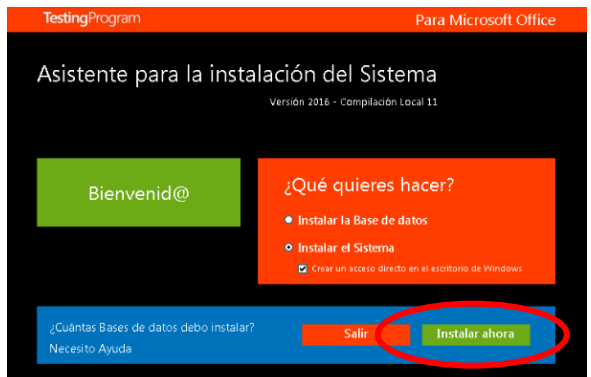 TestingProgram
Para Microsoft Office
Asistente para la instalación del Sistema
Versión 2016 - Compilación Local 11
Bienvenid@
¿Qué quieres hacer?
Instalar la Base de datos
Instalar el Sistema
Crear un acceso directo en el escritorio de Windows
¿Cuántas Bases de datos debo instalar?
Necesito Ayuda
Salir
Instalar ahora